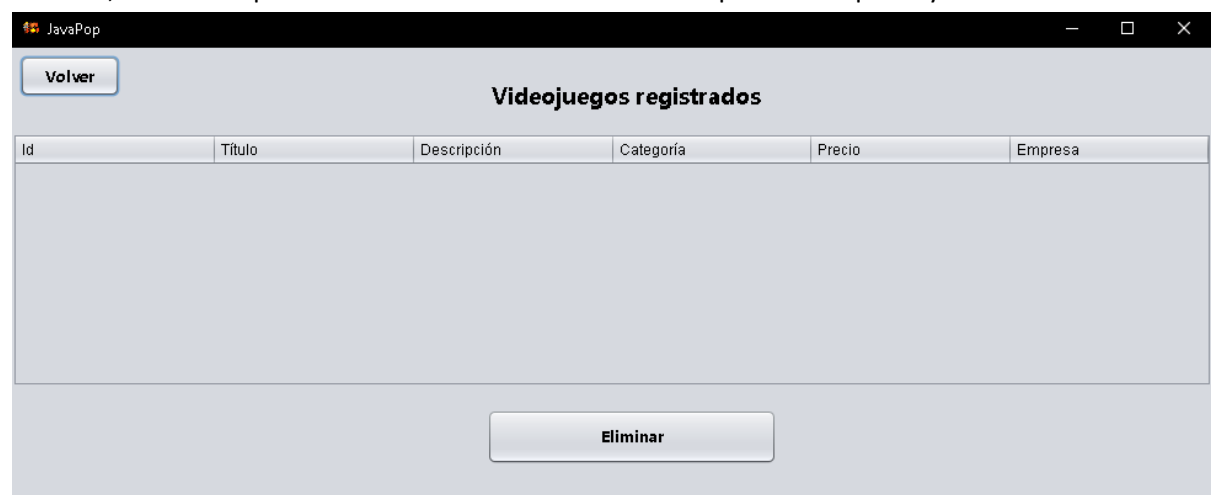 JavaPop
Volver
Videojuegos registrados
Id Título Descripción Categoría Precio Empresa
Eliminar